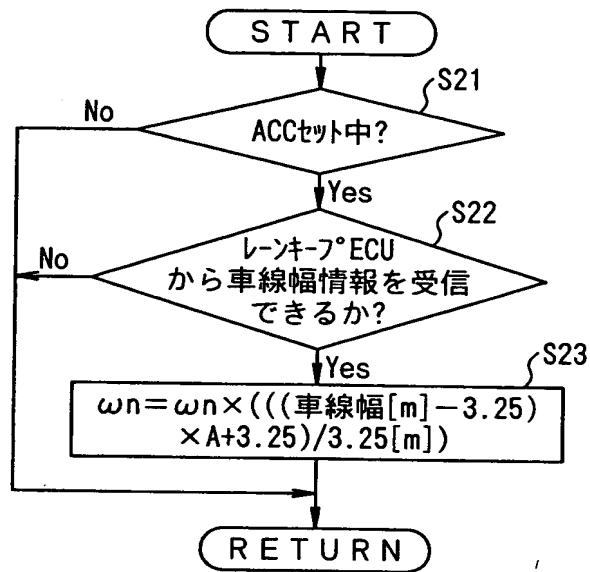 START
S21
No
ACCセット中?
Yes
S22
No
レーンキープECU
から車線幅情報を受信
できるか?
Yes
S23
ωn=ωn×(((車線幅[m]-3.25)
×A+3.25)/3.25[m])
RETURN